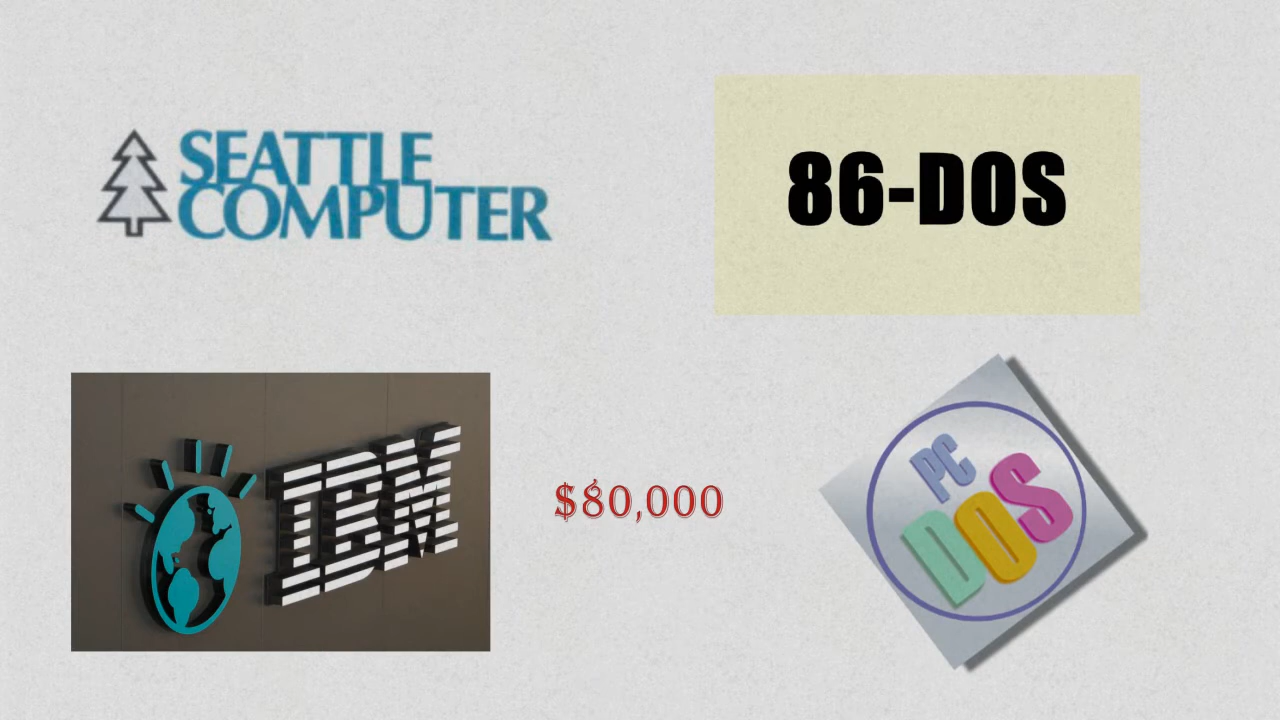 SEATTLE
COMPUTER
86-DOS
IBM
$80,000
PC
DOS